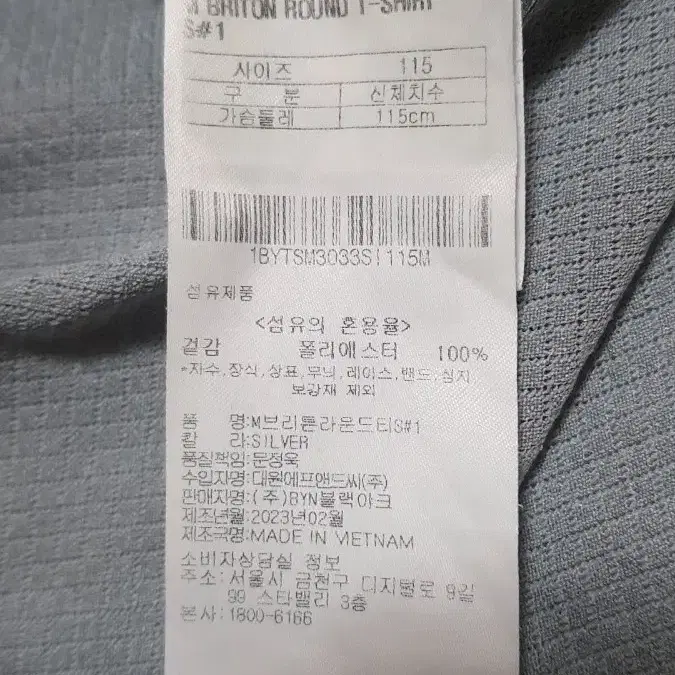 M BRITON ROUND T-SHIRT
S#1
사이즈 115
구 분 신체치수
가슴둘레 115cm
1BYTSM3033SI115M
섬유제품
<섬유의 혼용율>
겉감 폴리에스터 100%
*자수,장식,상표,무늬,레이스,밴드,심지
보강재 제외
품 명:M브리튼라운드티S#1
칼 라:SILVER
품질책임:문정욱
수입자명:대원에프앤드씨(주)
판매자명:(주)BYN블랙야크
제조년월:2023년02월
제조국명:MADE IN VIETNAM
소비자상담실 정보
주소:서울시 금천구 디지털로 9길
99 스타밸리 3층
본사:1800-6166